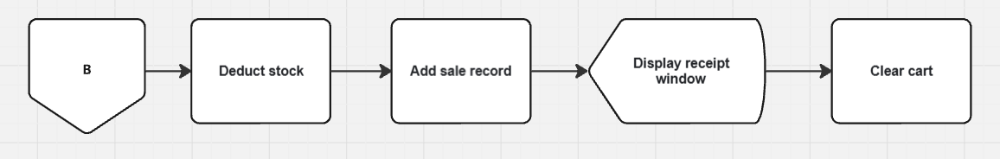 B
Deduct stock
Add sale record
Display receipt
window
Clear cart